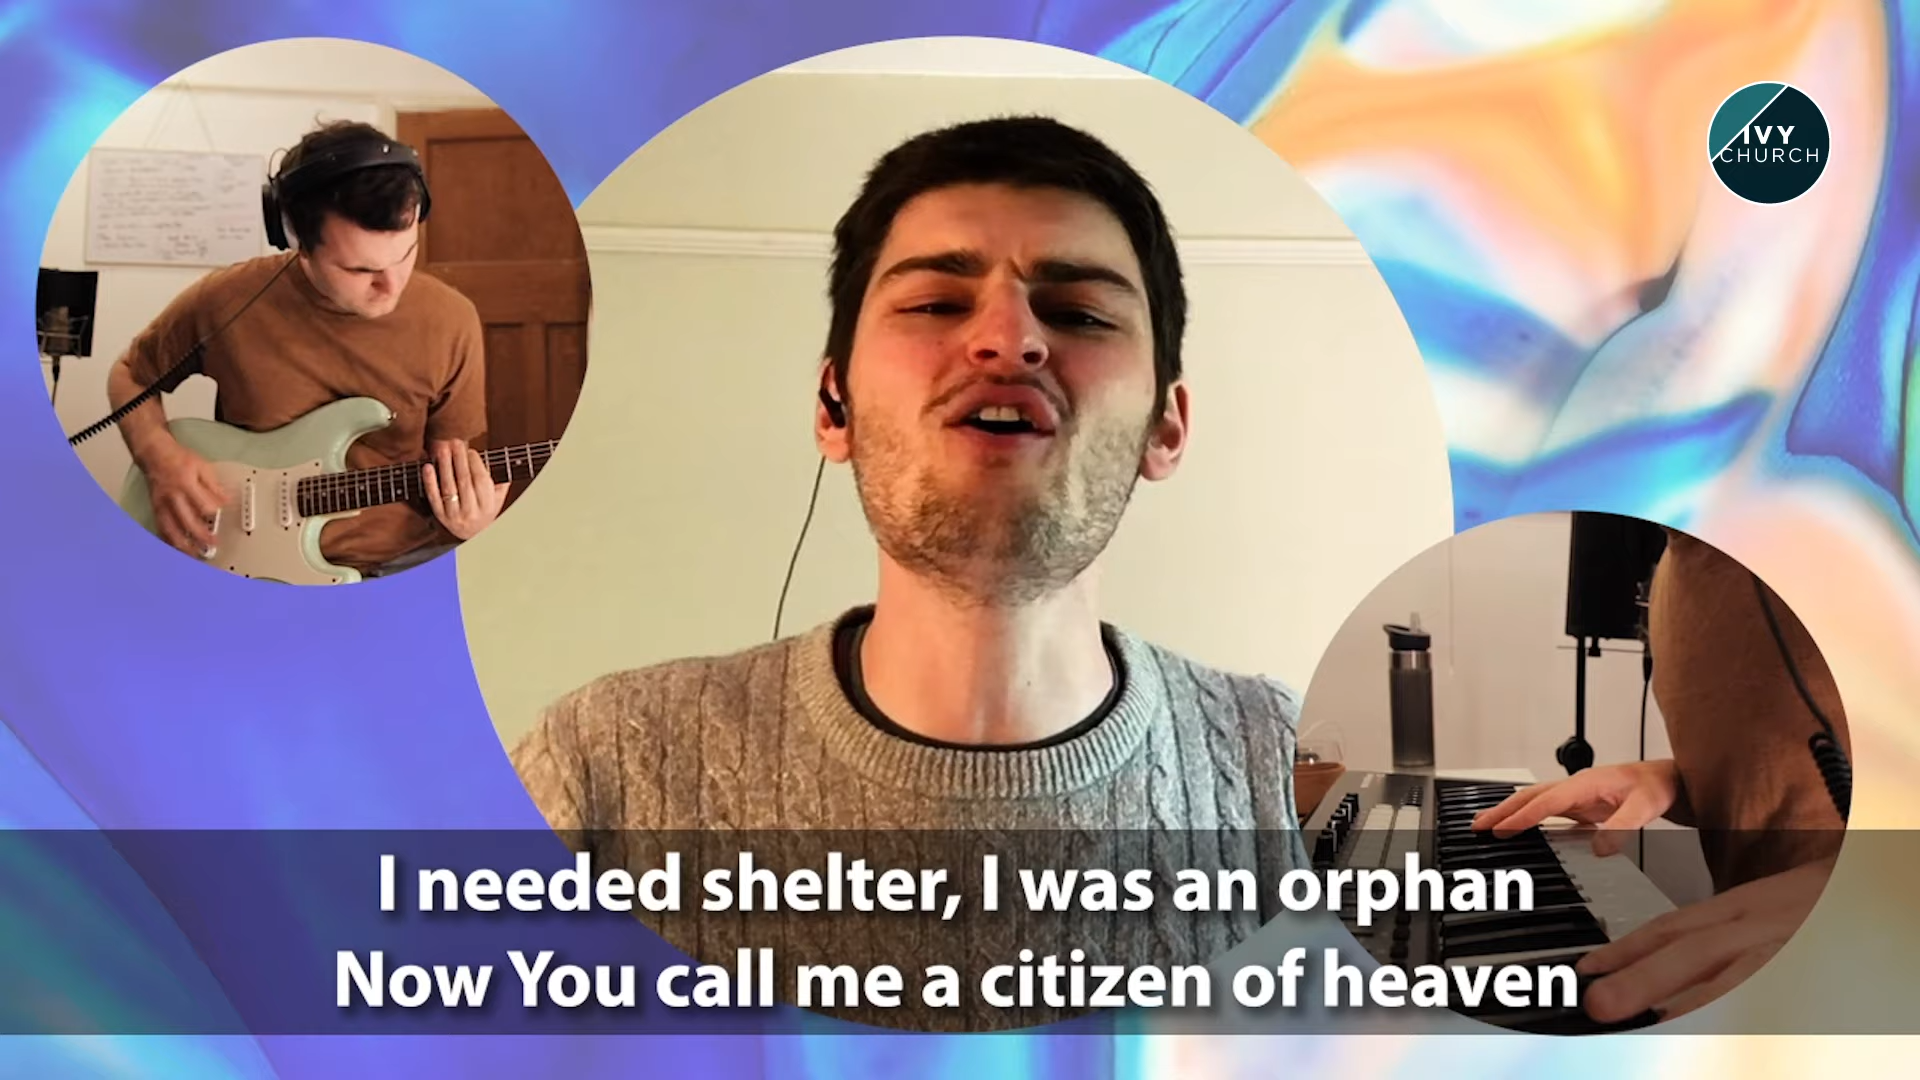 IVY
CHURCH
I needed shelter, I was an orphan
Now You call me a citizen of heaven